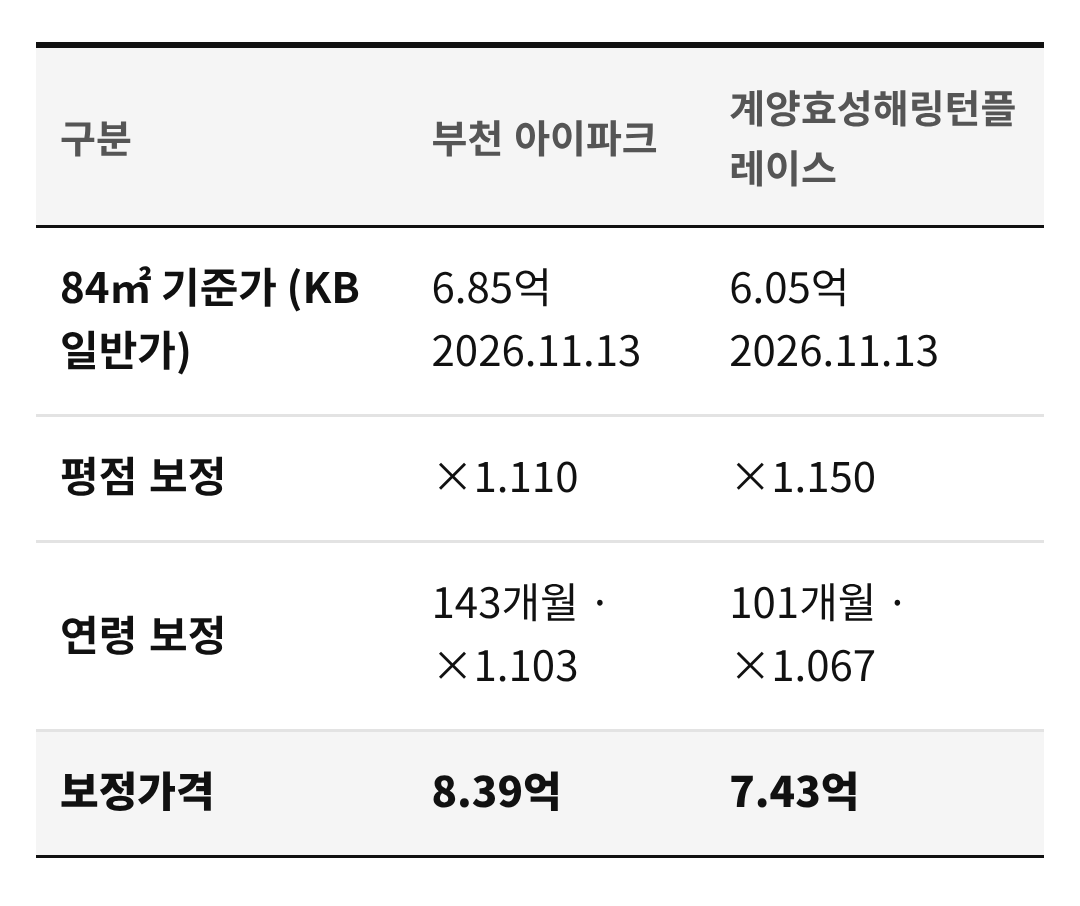 구분
부천 아이파크
계양효성해링턴플
레이스
84㎡ 기준가 (KB
일반가)
6.85억
2026.11.13
6.05억
2026.11.13
평점 보정
×1.110
×1.150
연령 보정
143개월 ·
×1.103
101개월 ·
×1.067
보정가격
8.39억
7.43억